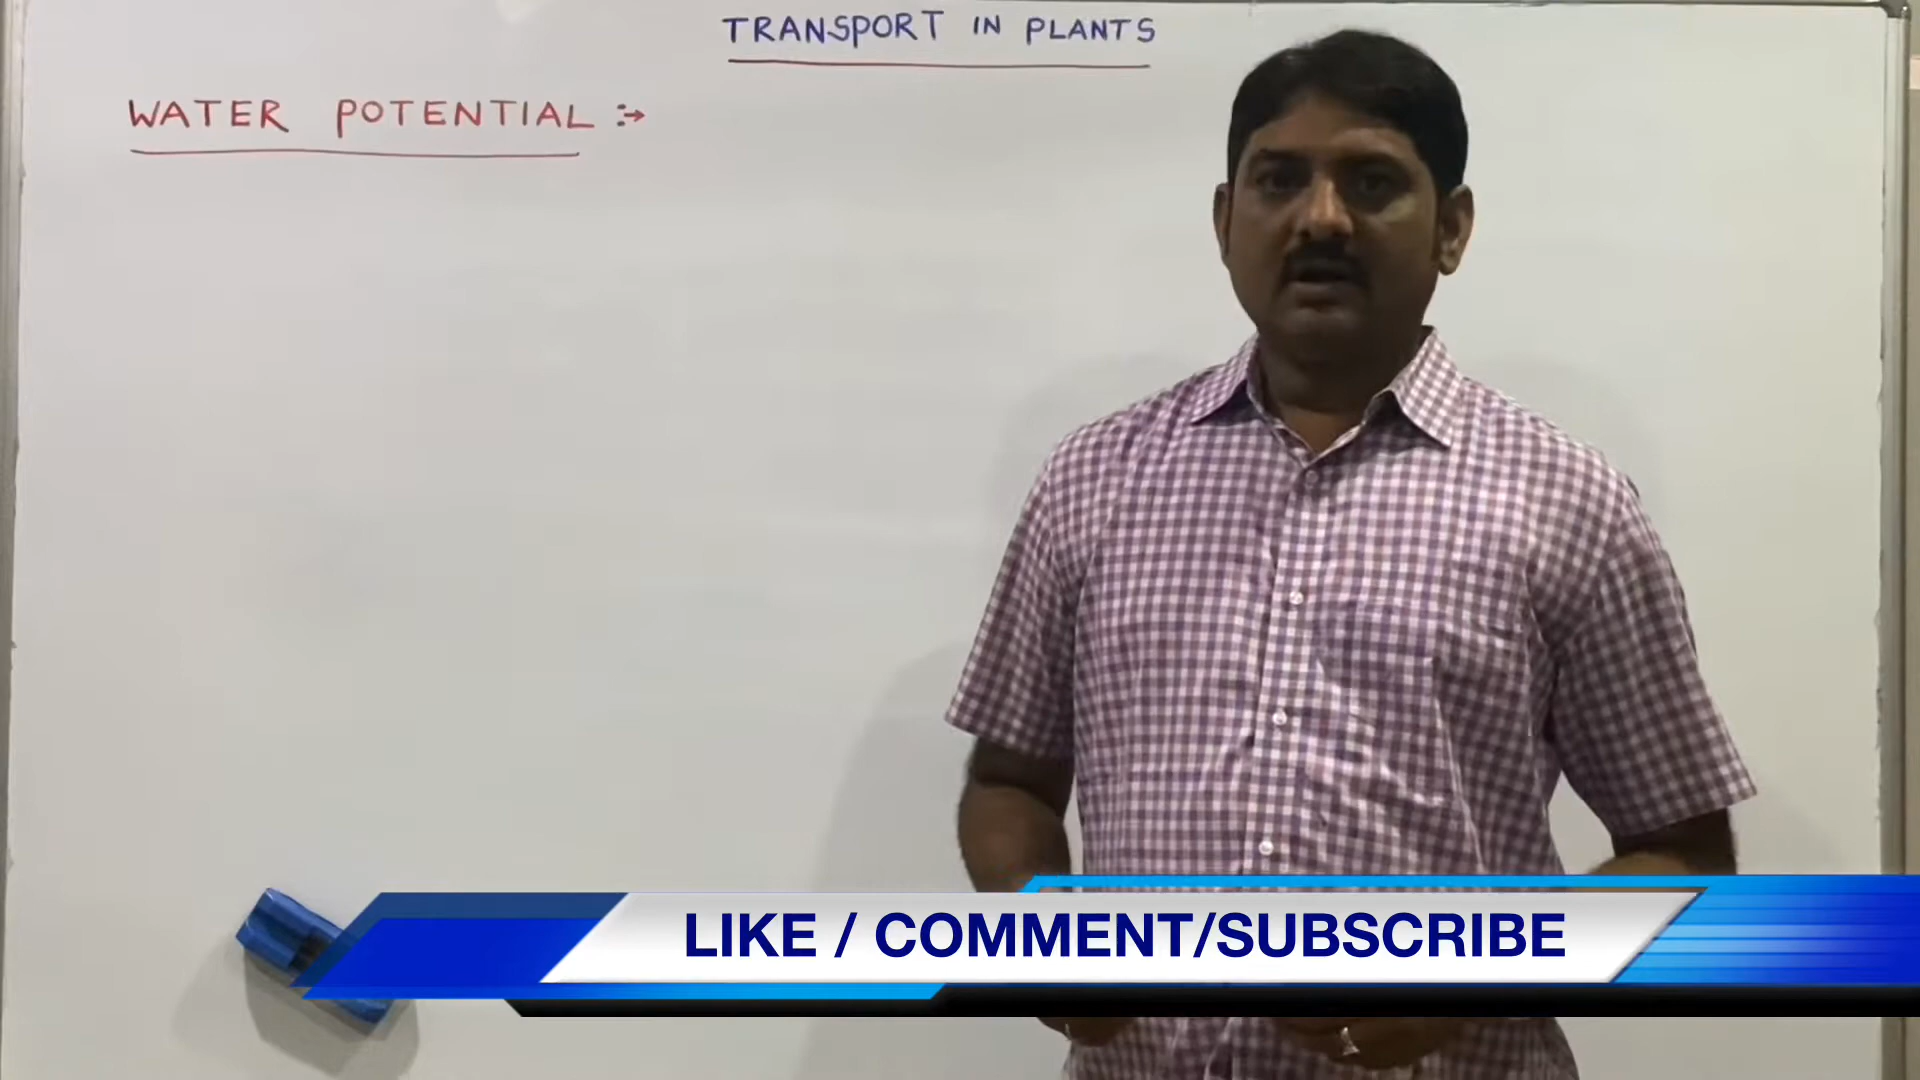 TRANSPORT IN PLANTS
WATER POTENTIAL :→
LIKE / COMMENT/SUBSCRIBE